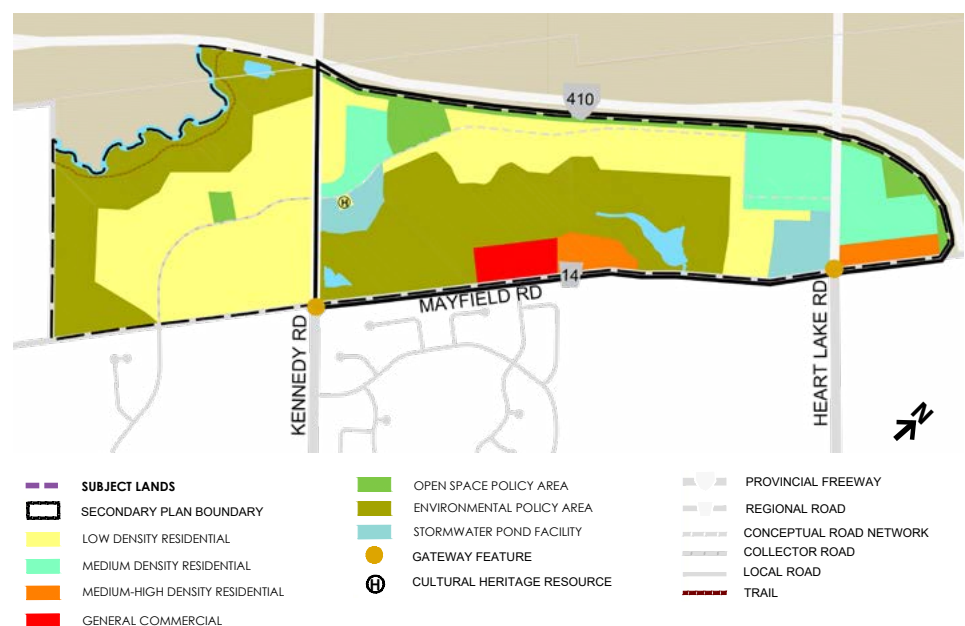 410
14
MAYFIELD RD
KENNEDY RD
HEART LAKE RD
H
N
SUBJECT LANDS
SECONDARY PLAN BOUNDARY
LOW DENSITY RESIDENTIAL
MEDIUM DENSITY RESIDENTIAL
MEDIUM-HIGH DENSITY RESIDENTIAL
GENERAL COMMERCIAL
OPEN SPACE POLICY AREA
ENVIRONMENTAL POLICY AREA
STORMWATER POND FACILITY
GATEWAY FEATURE
H CULTURAL HERITAGE RESOURCE
PROVINCIAL FREEWAY
REGIONAL ROAD
CONCEPTUAL ROAD NETWORK
COLLECTOR ROAD
LOCAL ROAD
TRAIL